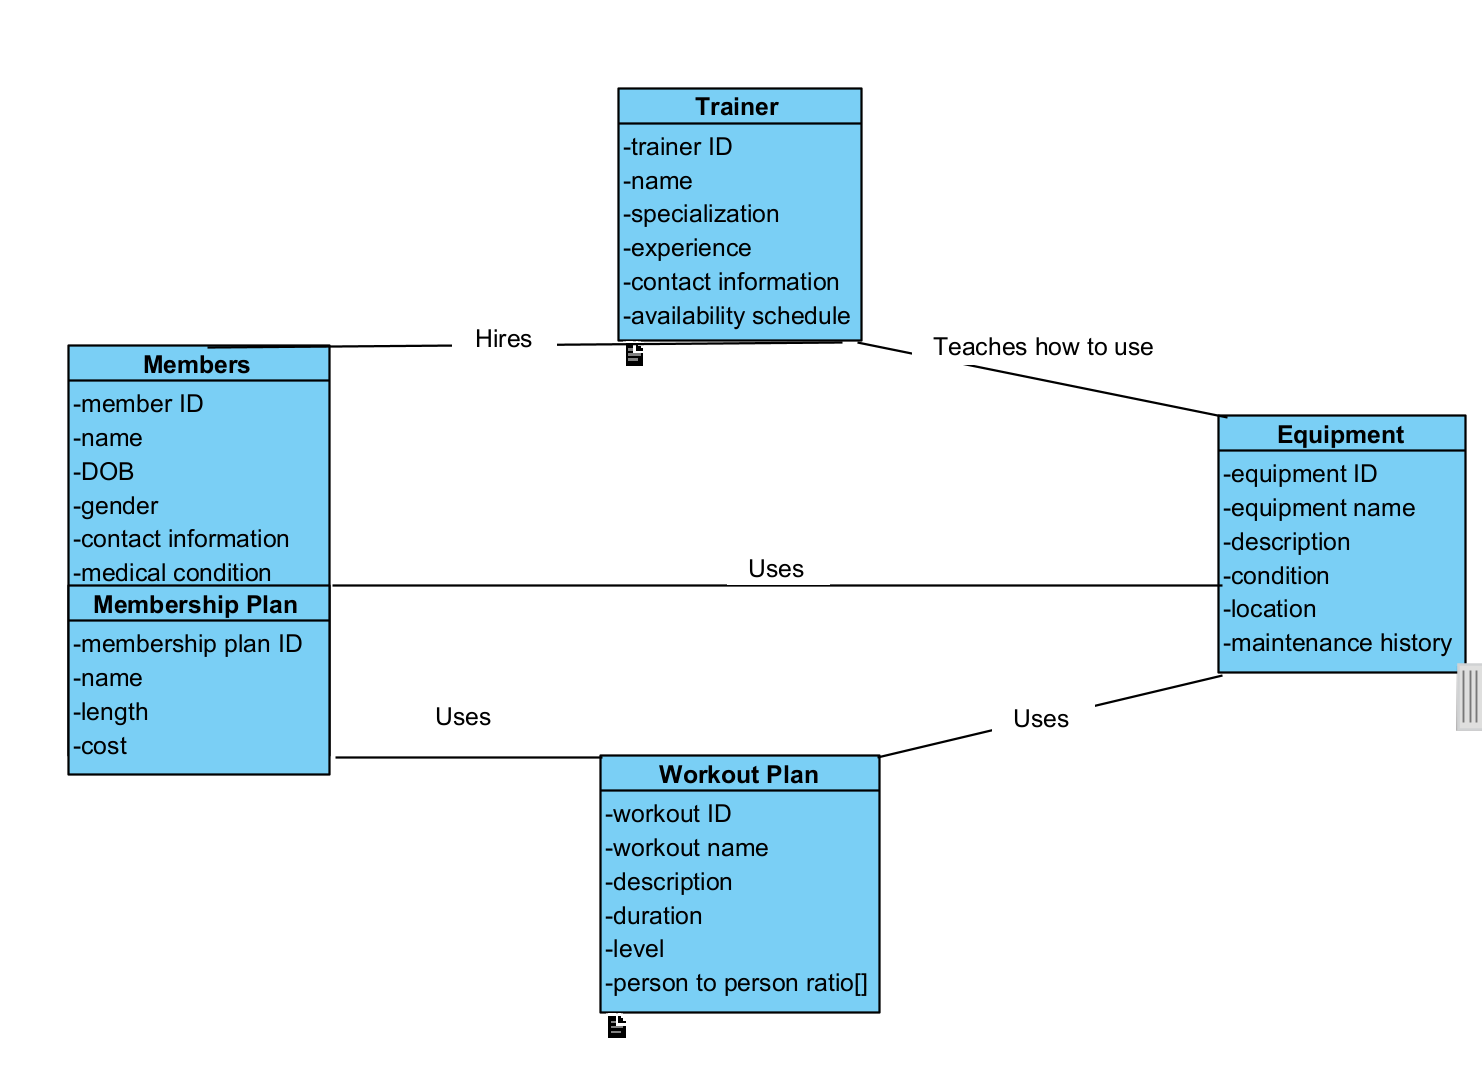 Trainer
-trainer ID
-name
-specialization
-experience
-contact information
-availability schedule
Hires
Teaches how to use
Members
-member ID
-name
-DOB
-gender
-contact information
-medical condition
Membership Plan
-membership plan ID
-name
-length
-cost
Equipment
-equipment ID
-equipment name
-description
-condition
-location
-maintenance history
Uses
Uses
Uses
Workout Plan
-workout ID
-workout name
-description
-duration
-level
-person to person ratio[]